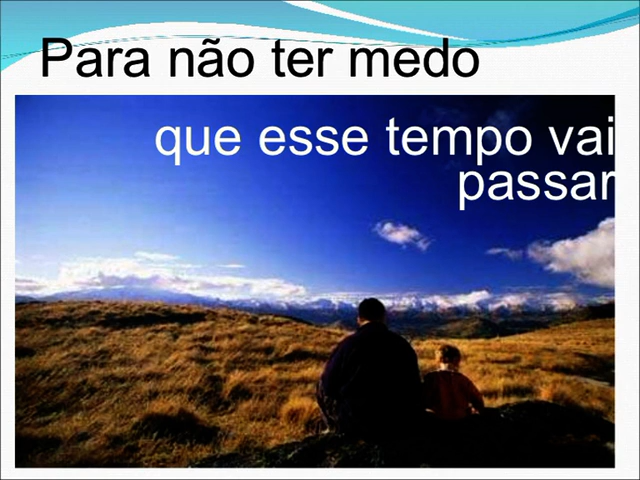 Para não ter medo
que esse tempo vai
passar